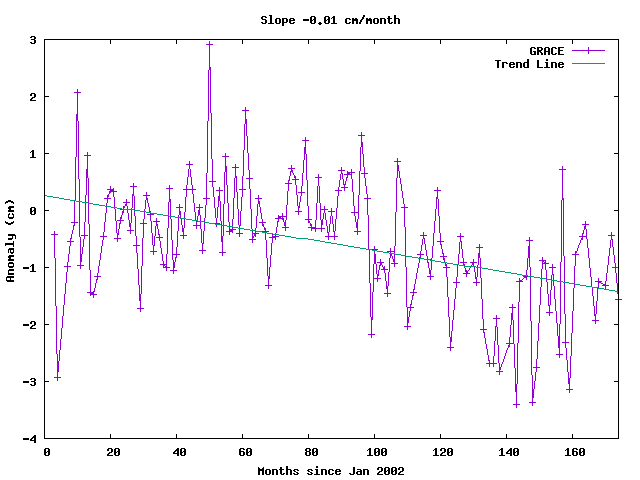 Slope -0.01 cm/month
GRACE
Trend Line
3
2
1
0
-1
-2
-3
-4
Anomaly (cm)
0 20 40 60 80 100 120 140 160
Months since Jan 2002